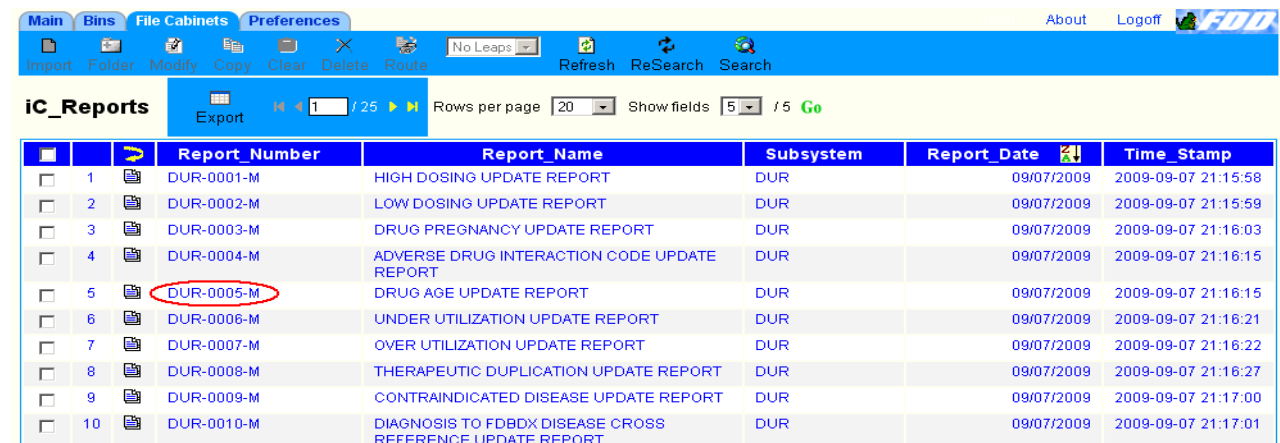 Main Bins File Cabinets Preferences About Logoff FDD
Import Folder Modify Copy Clear Delete Route No Leaps Refresh ReSearch Search
iC_Reports Export 1 / 25 Rows per page 20 Show fields 5 / 5 Go
Report_Number Report_Name Subsystem Report_Date Time_Stamp
1 DUR-0001-M HIGH DOSING UPDATE REPORT DUR 09/07/2009 2009-09-07 21:15:58
2 DUR-0002-M LOW DOSING UPDATE REPORT DUR 09/07/2009 2009-09-07 21:15:59
3 DUR-0003-M DRUG PREGNANCY UPDATE REPORT DUR 09/07/2009 2009-09-07 21:16:03
4 DUR-0004-M ADVERSE DRUG INTERACTION CODE UPDATE DUR 09/07/2009 2009-09-07 21:16:15
REPORT
5 DUR-0005-M DRUG AGE UPDATE REPORT DUR 09/07/2009 2009-09-07 21:16:15
6 DUR-0006-M UNDER UTILIZATION UPDATE REPORT DUR 09/07/2009 2009-09-07 21:16:21
7 DUR-0007-M OVER UTILIZATION UPDATE REPORT DUR 09/07/2009 2009-09-07 21:16:22
8 DUR-0008-M THERAPEUTIC DUPLICATION UPDATE REPORT DUR 09/07/2009 2009-09-07 21:16:27
9 DUR-0009-M CONTRAINDICATED DISEASE UPDATE REPORT DUR 09/07/2009 2009-09-07 21:17:00
10 DUR-0010-M DIAGNOSIS TO FDBDX DISEASE CROSS DUR 09/07/2009 2009-09-07 21:17:01
REFERENCE UPDATE REPORT